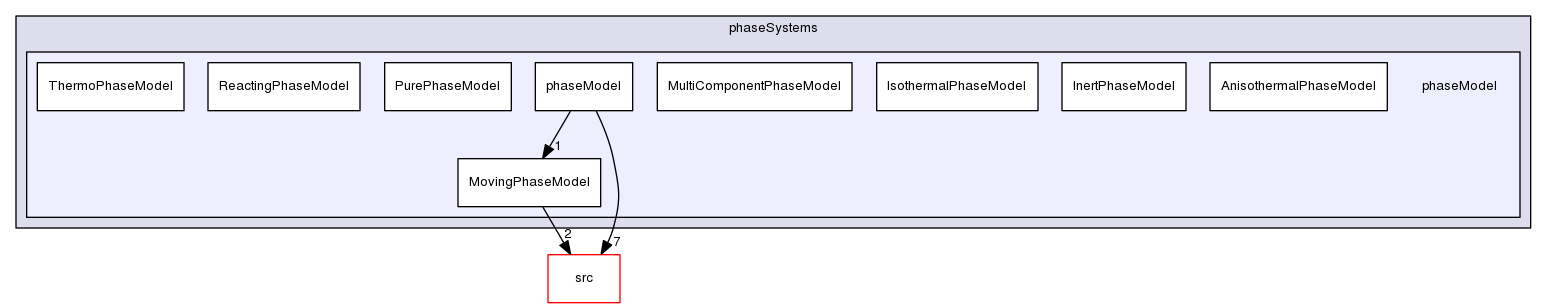 phaseSystems
ThermoPhaseModel
ReactingPhaseModel
PurePhaseModel
phaseModel
MultiComponentPhaseModel
IsothermalPhaseModel
InertPhaseModel
AnisothermalPhaseModel
phaseModel
1
MovingPhaseModel
2
7
src